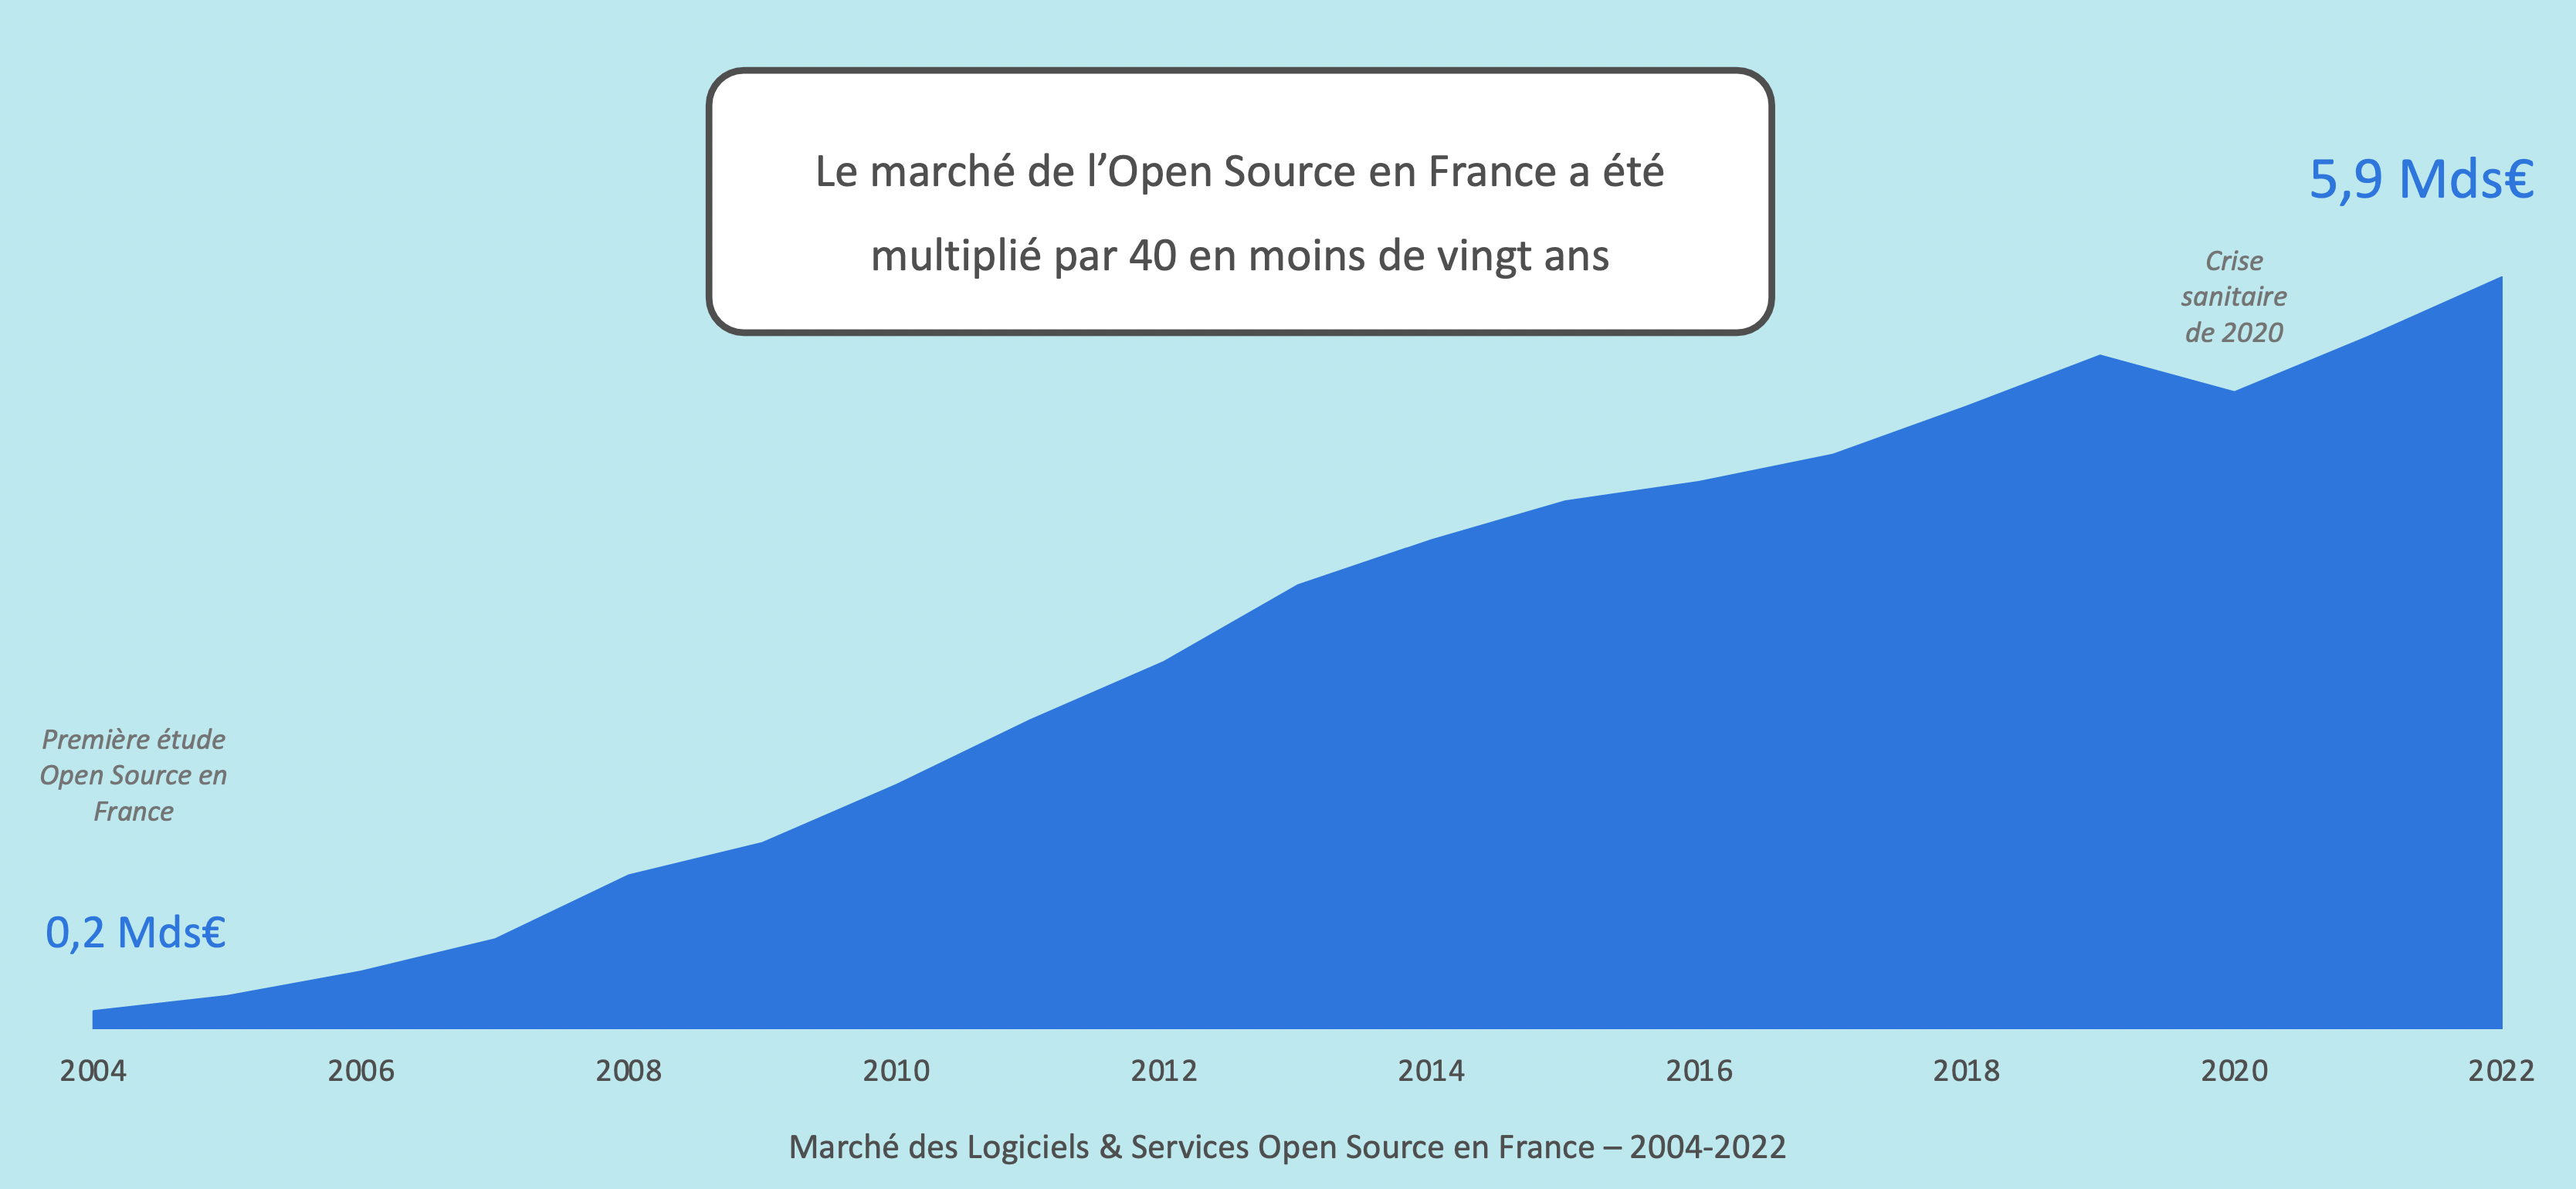 Le marché de l’Open Source en France a été
multiplié par 40 en moins de vingt ans
5,9 Mds€
Crise
sanitaire
de 2020
Première étude
Open Source en
France
0,2 Mds€
2004 2006 2008 2010 2012 2014 2016 2018 2020 2022
Marché des Logiciels & Services Open Source en France – 2004-2022